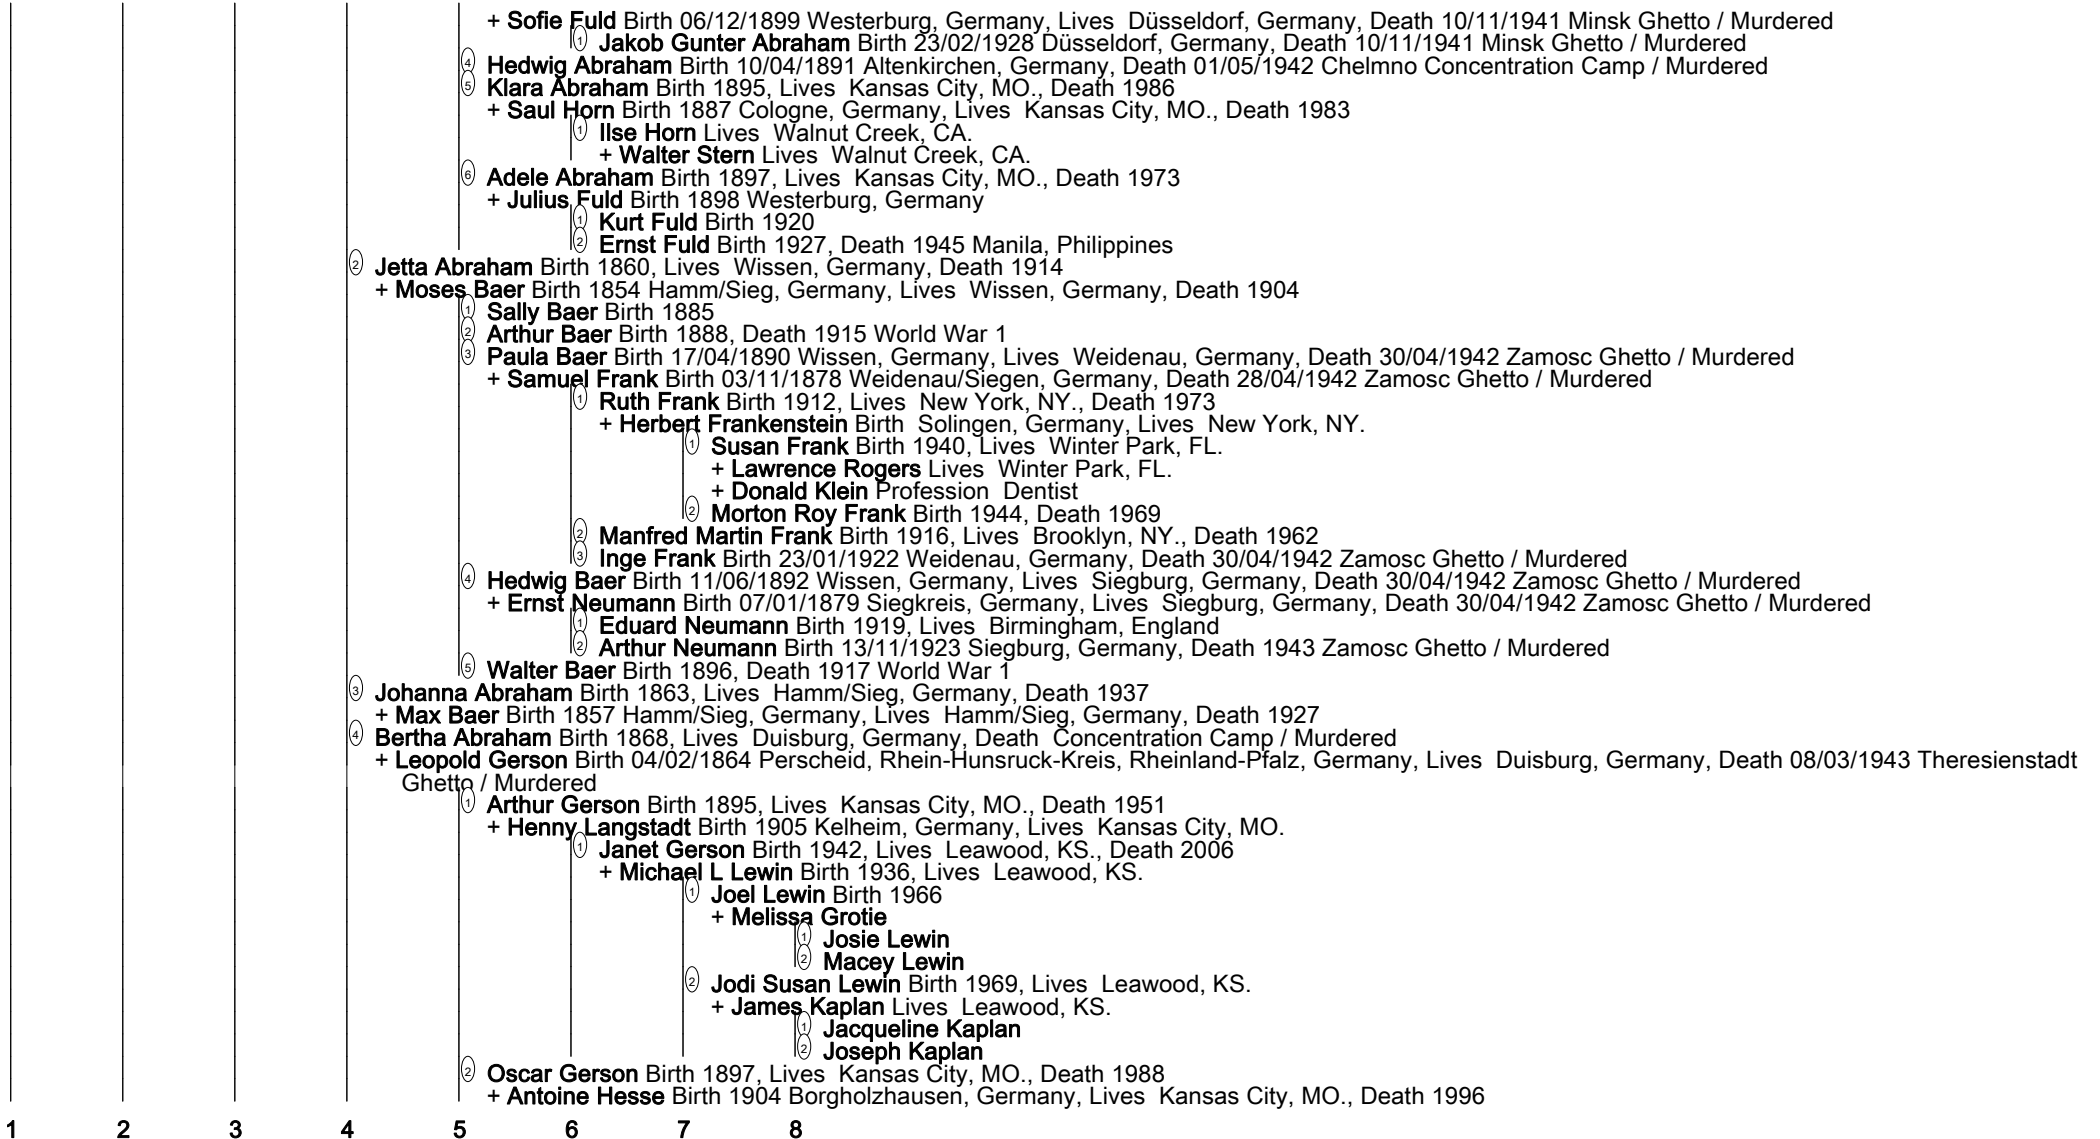 + Sofie Fuld Birth 06/12/1899 Westerburg, Germany, Lives  Düsseldorf, Germany, Death 10/11/1941 Minsk Ghetto / Murdered
1 Jakob Gunter Abraham Birth 23/02/1928 Düsseldorf, Germany, Death 10/11/1941 Minsk Ghetto / Murdered
4 Hedwig Abraham Birth 10/04/1891 Altenkirchen, Germany, Death 01/05/1942 Chelmno Concentration Camp / Murdered
5 Klara Abraham Birth 1895, Lives  Kansas City, MO., Death 1986
+ Saul Horn Birth 1887 Cologne, Germany, Lives  Kansas City, MO., Death 1983
1 Ilse Horn Lives  Walnut Creek, CA.
+ Walter Stern Lives  Walnut Creek, CA.
6 Adele Abraham Birth 1897, Lives  Kansas City, MO., Death 1973
+ Julius Fuld Birth 1898 Westerburg, Germany
1 Kurt Fuld Birth 1920
2 Ernst Fuld Birth 1927, Death 1945 Manila, Philippines
2 Jetta Abraham Birth 1860, Lives  Wissen, Germany, Death 1914
+ Moses Baer Birth 1854 Hamm/Sieg, Germany, Lives  Wissen, Germany, Death 1904
1 Sally Baer Birth 1885
2 Arthur Baer Birth 1888, Death 1915 World War 1
3 Paula Baer Birth 17/04/1890 Wissen, Germany, Lives  Weidenau, Germany, Death 30/04/1942 Zamosc Ghetto / Murdered
+ Samuel Frank Birth 03/11/1878 Weidenau/Siegen, Germany, Death 28/04/1942 Zamosc Ghetto / Murdered
1 Ruth Frank Birth 1912, Lives  New York, NY., Death 1973
+ Herbert Frankenstein Birth  Solingen, Germany, Lives  New York, NY.
1 Susan Frank Birth 1940, Lives  Winter Park, FL.
+ Lawrence Rogers Lives  Winter Park, FL.
+ Donald Klein Profession  Dentist
2 Morton Roy Frank Birth 1944, Death 1969
2 Manfred Martin Frank Birth 1916, Lives  Brooklyn, NY., Death 1962
3 Inge Frank Birth 23/01/1922 Weidenau, Germany, Death 30/04/1942 Zamosc Ghetto / Murdered
4 Hedwig Baer Birth 11/06/1892 Wissen, Germany, Lives  Siegburg, Germany, Death 30/04/1942 Zamosc Ghetto / Murdered
+ Ernst Neumann Birth 07/01/1879 Siegkreis, Germany, Lives  Siegburg, Germany, Death 30/04/1942 Zamosc Ghetto / Murdered
1 Eduard Neumann Birth 1919, Lives  Birmingham, England
2 Arthur Neumann Birth 13/11/1923 Siegburg, Germany, Death 1943 Zamosc Ghetto / Murdered
5 Walter Baer Birth 1896, Death 1917 World War 1
3 Johanna Abraham Birth 1863, Lives  Hamm/Sieg, Germany, Death 1937
+ Max Baer Birth 1857 Hamm/Sieg, Germany, Lives  Hamm/Sieg, Germany, Death 1927
4 Bertha Abraham Birth 1868, Lives  Duisburg, Germany, Death  Concentration Camp / Murdered
+ Leopold Gerson Birth 04/02/1864 Perscheid, Rhein-Hunsruck-Kreis, Rheinland-Pfalz, Germany, Lives  Duisburg, Germany, Death 08/03/1943 Theresienstadt
Ghetto / Murdered
1 Arthur Gerson Birth 1895, Lives  Kansas City, MO., Death 1951
+ Henny Langstadt Birth 1905 Kelheim, Germany, Lives  Kansas City, MO.
1 Janet Gerson Birth 1942, Lives  Leawood, KS., Death 2006
+ Michael L Lewin Birth 1936, Lives  Leawood, KS.
1 Joel Lewin Birth 1966
+ Melissa Grotie
1 Josie Lewin
2 Macey Lewin
2 Jodi Susan Lewin Birth 1969, Lives  Leawood, KS.
+ James Kaplan Lives  Leawood, KS.
1 Jacqueline Kaplan
2 Joseph Kaplan
2 Oscar Gerson Birth 1897, Lives  Kansas City, MO., Death 1988
+ Antoine Hesse Birth 1904 Borgholzhausen, Germany, Lives  Kansas City, MO., Death 1996
1 2 3 4 5 6 7 8